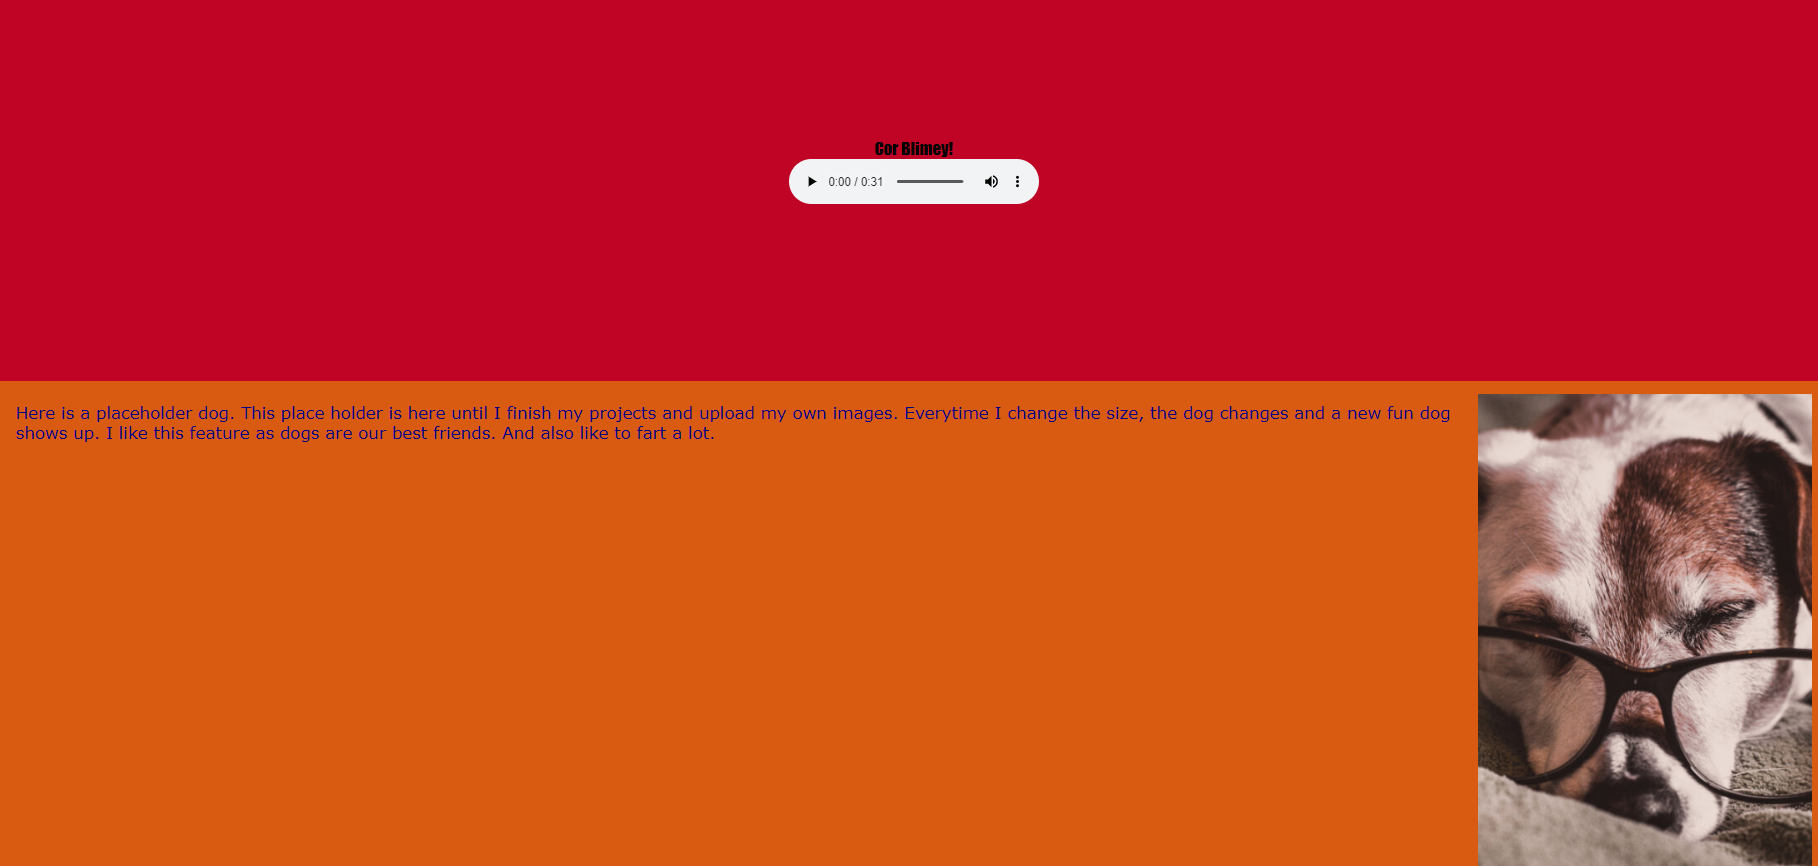 Cor Blimey!
0:00 / 0:31
Here is a placeholder dog. This place holder is here until I finish my projects and upload my own images. Everytime I change the size, the dog changes and a new fun dog
shows up. I like this feature as dogs are our best friends. And also like to fart a lot.